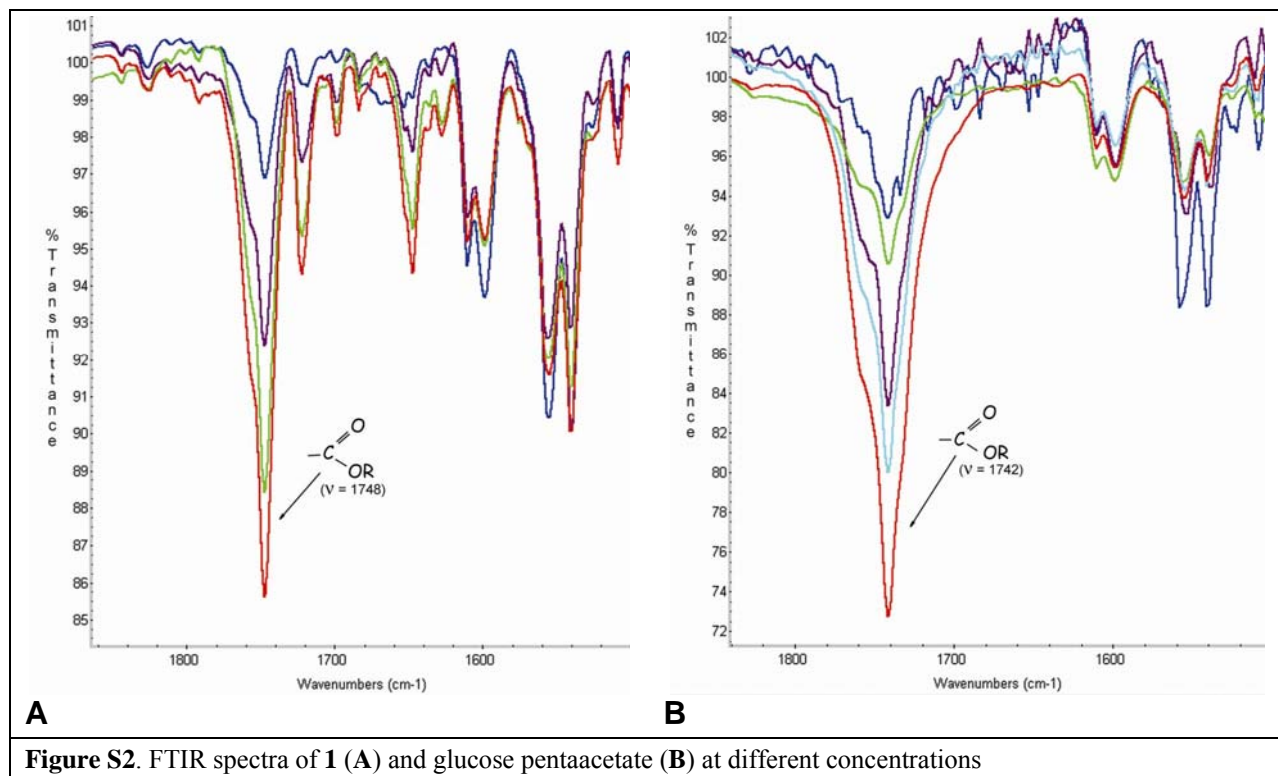 101
100
99
98
97
96
95
94
93
92
91
90
89
88
87
86
85
% Transmittance
1800
1700
1600
Wavenumbers (cm-1)
C
O
OR
(ν = 1748)
A
102
100
98
96
94
92
90
88
86
84
82
80
78
76
74
72
% Transmittance
1800
1700
1600
Wavenumbers (cm-1)
C
O
OR
(ν = 1742)
B
Figure S2. FTIR spectra of 1 (A) and glucose pentaacetate (B) at different concentrations